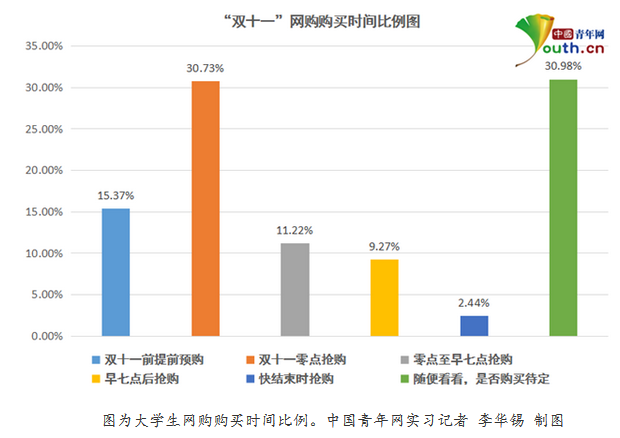 “双十一”网购购买时间比例图
中國青年网
outh.cn
35.00%
30.00%
25.00%
20.00%
15.00%
10.00%
5.00%
0.00%
15.37%
30.73%
11.22%
9.27%
2.44%
30.98%
双十一前提前预购 双十一零点抢购 零点至早七点抢购
早七点后抢购 快结束时抢购 随便看看，是否购买待定
图为大学生网购购买时间比例。中国青年网实习记者 李华锡 制图